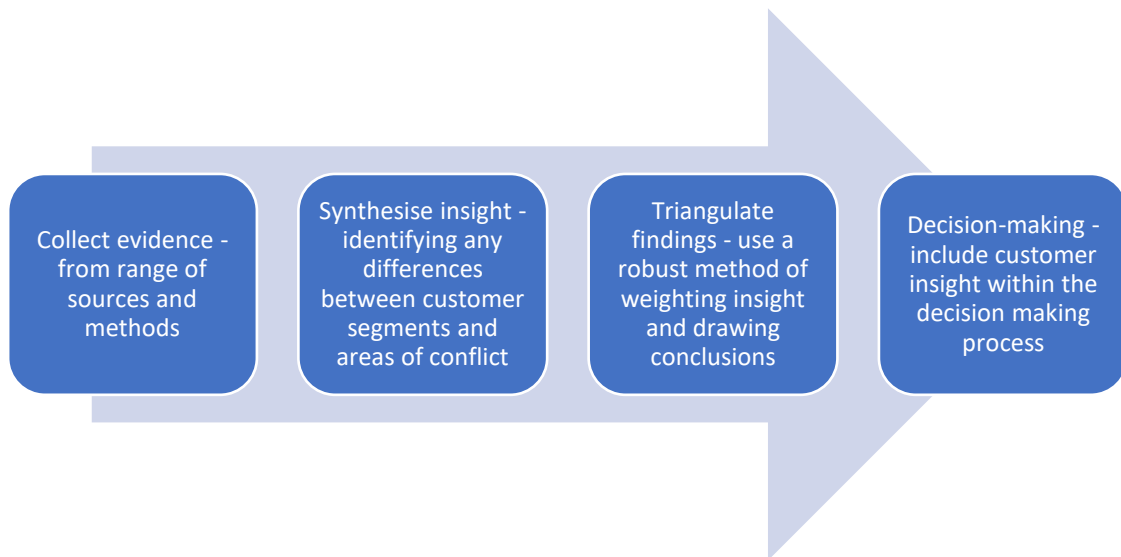 Collect evidence -
from range of
sources and
methods
Synthesise insight -
identifying any
differences
between customer
segments and
areas of conflict
Triangulate
findings - use a
robust method of
weighting insight
and drawing
conclusions
Decision-making -
include customer
insight within the
decision making
process